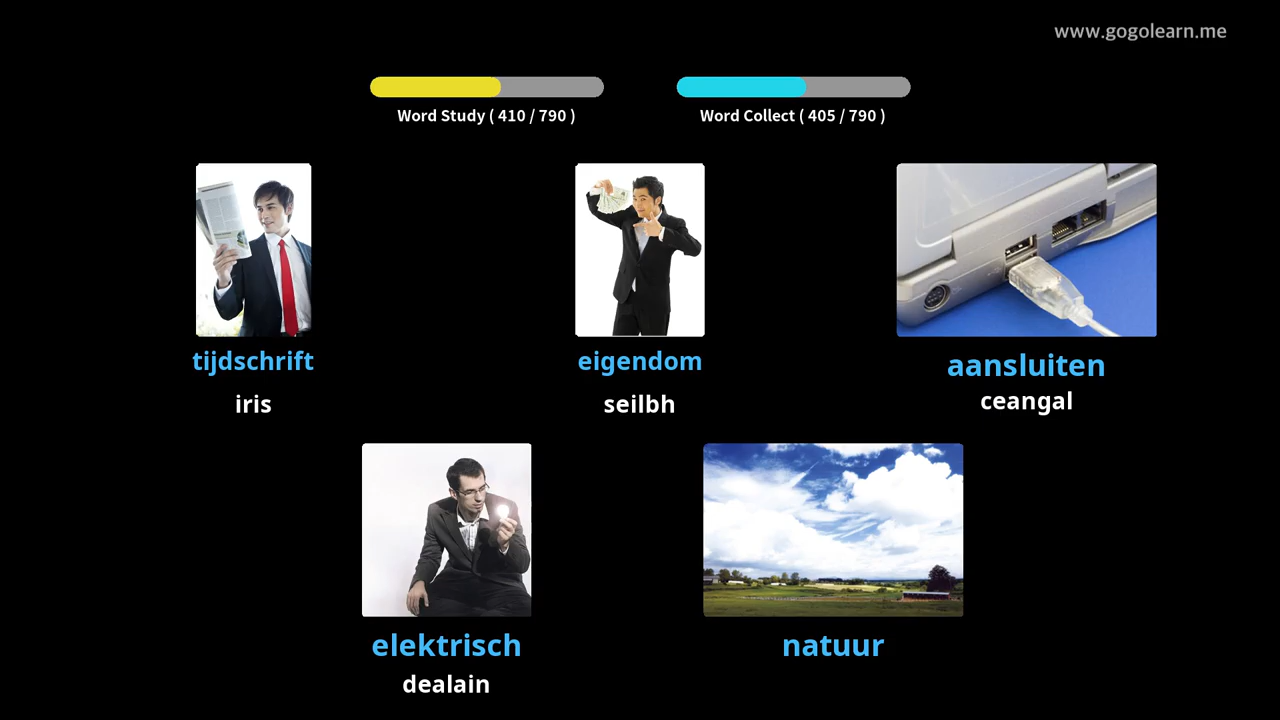 www.gogolearn.me
Word Study ( 410 / 790 )
Word Collect ( 405 / 790 )
tijdschrift
iris
eigendom
seilbh
aansluiten
ceangal
elektrisch
dealain
natuur